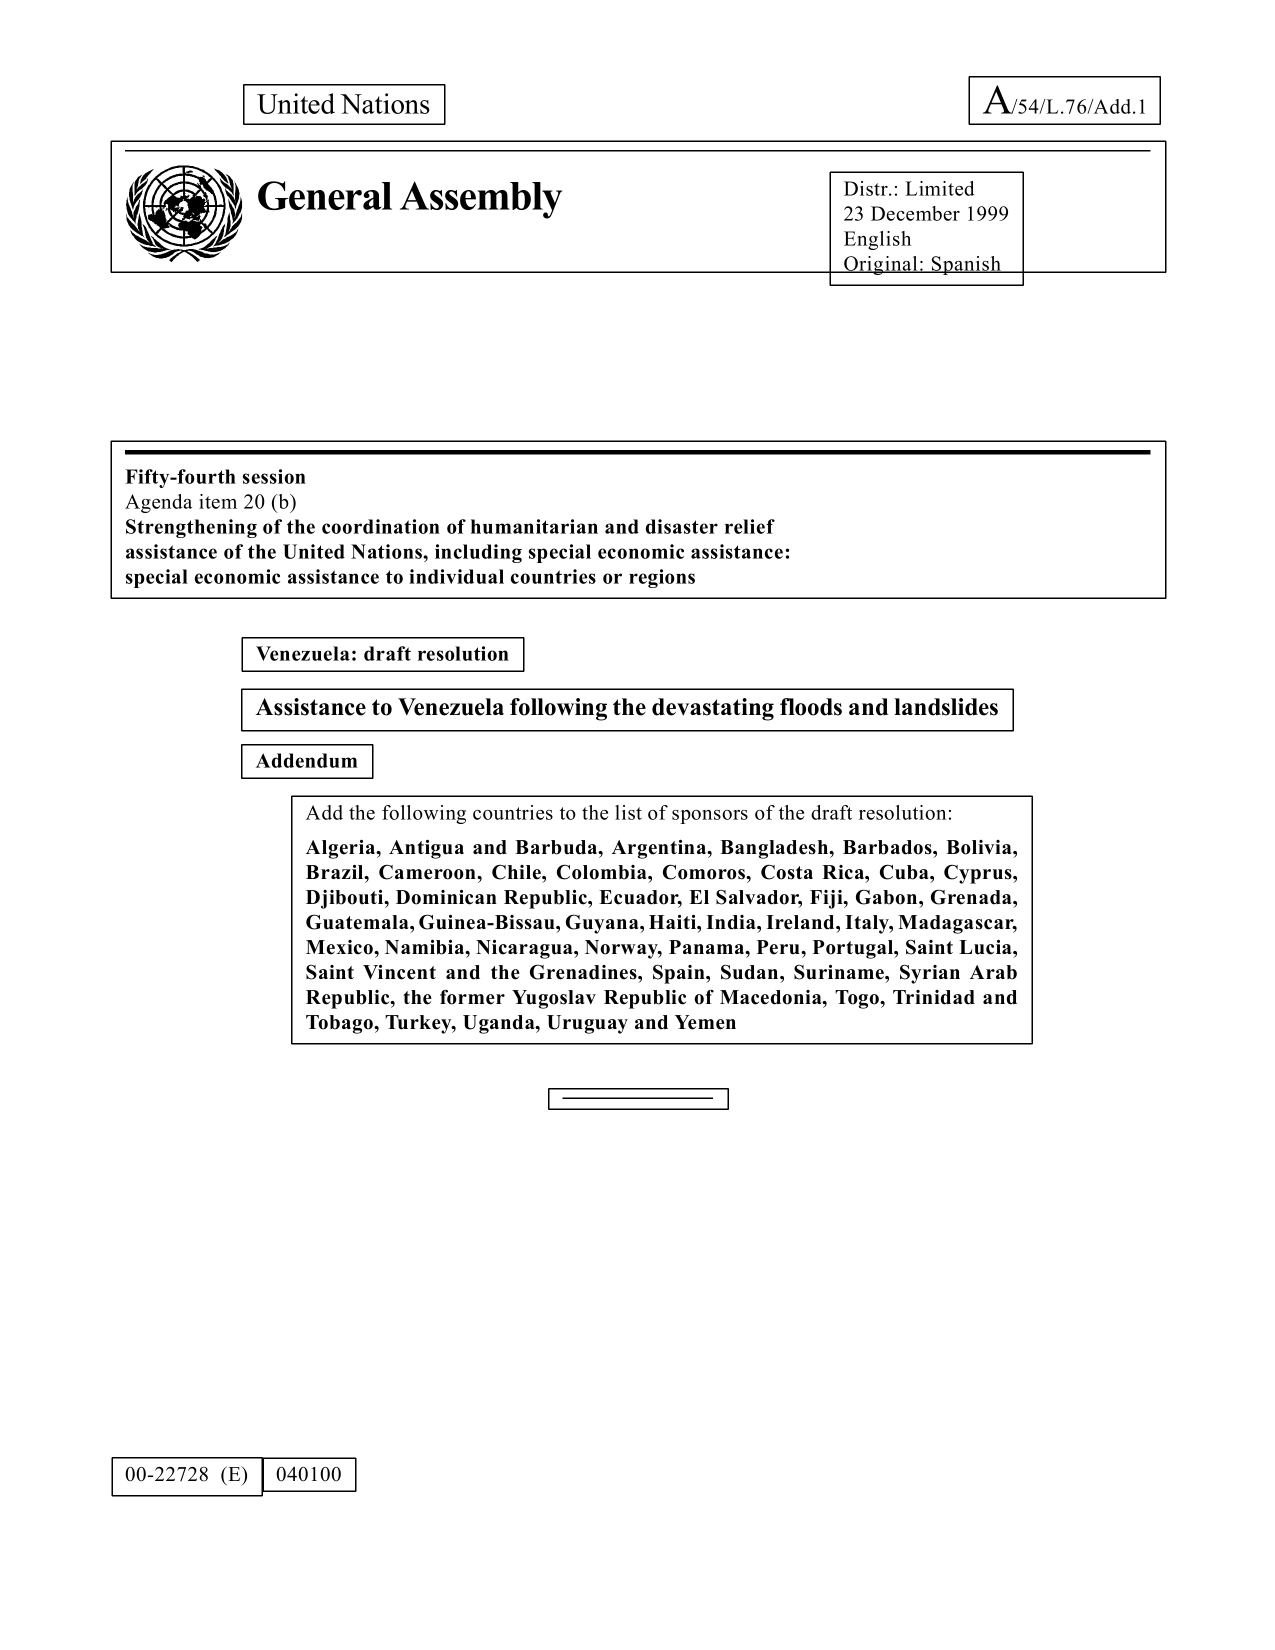 United Nations
A/54/L.76/Add.1
General Assembly
Distr.: Limited
23 December 1999
English
Original: Spanish
Fifty-fourth session
Agenda item 20 (b)
Strengthening of the coordination of humanitarian and disaster relief
assistance of the United Nations, including special economic assistance:
special economic assistance to individual countries or regions
Venezuela: draft resolution
Assistance to Venezuela following the devastating floods and landslides
Addendum
Add the following countries to the list of sponsors of the draft resolution:
Algeria, Antigua and Barbuda, Argentina, Bangladesh, Barbados, Bolivia,
Brazil, Cameroon, Chile, Colombia, Comoros, Costa Rica, Cuba, Cyprus,
Djibouti, Dominican Republic, Ecuador, El Salvador, Fiji, Gabon, Grenada,
Guatemala, Guinea-Bissau, Guyana, Haiti, India, Ireland, Italy, Madagascar,
Mexico, Namibia, Nicaragua, Norway, Panama, Peru, Portugal, Saint Lucia,
Saint Vincent and the Grenadines, Spain, Sudan, Suriname, Syrian Arab
Republic, the former Yugoslav Republic of Macedonia, Togo, Trinidad and
Tobago, Turkey, Uganda, Uruguay and Yemen
00-22728 (E) 040100